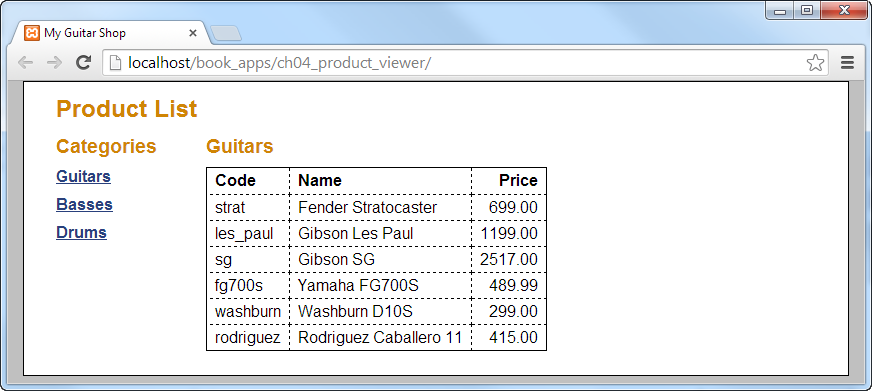 My Guitar Shop
localhost/book_apps/ch04_product_viewer/
Product List
Categories
Guitars
Basses
Drums
Guitars
Code Name Price
strat Fender Stratocaster 699.00
les_paul Gibson Les Paul 1199.00
sg Gibson SG 2517.00
fg700s Yamaha FG700S 489.99
washburn Washburn D10S 299.00
rodriguez Rodriguez Caballero 11 415.00